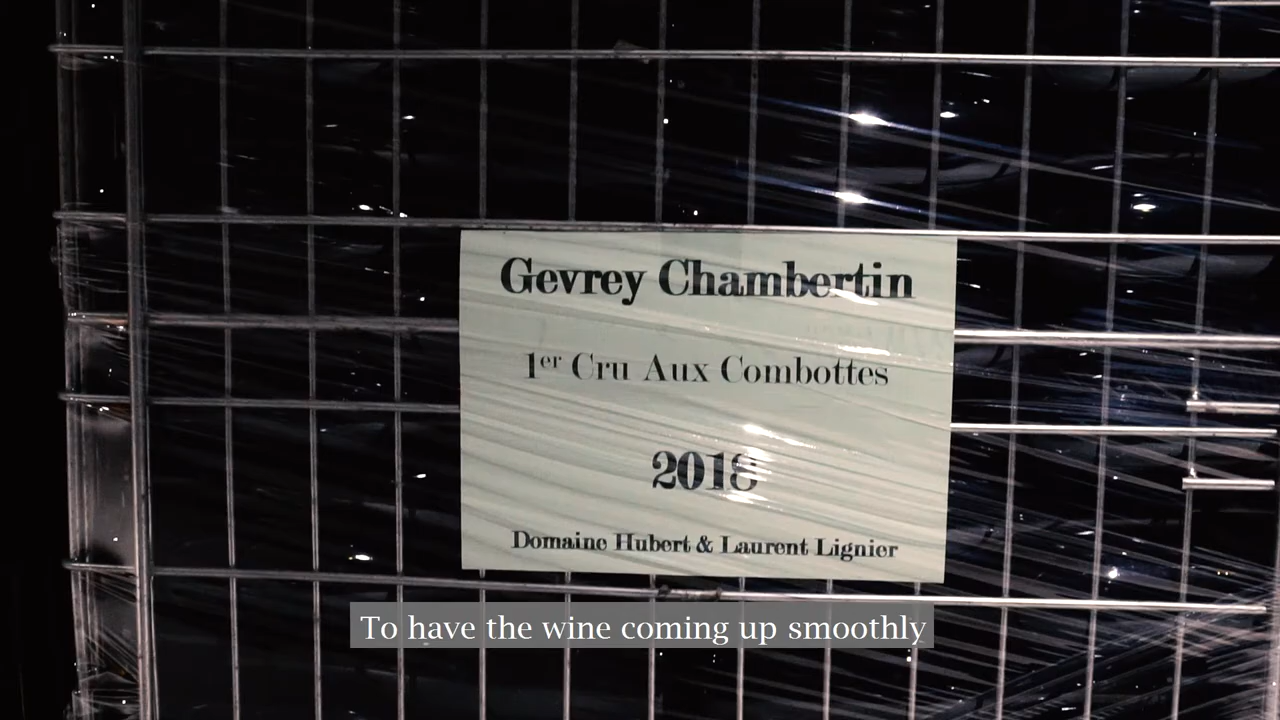 Gevrey Chambertin
1er Cru Aux Combottes
2018
Domaine Hubert & Laurent Lignier
To have the wine coming up smoothly